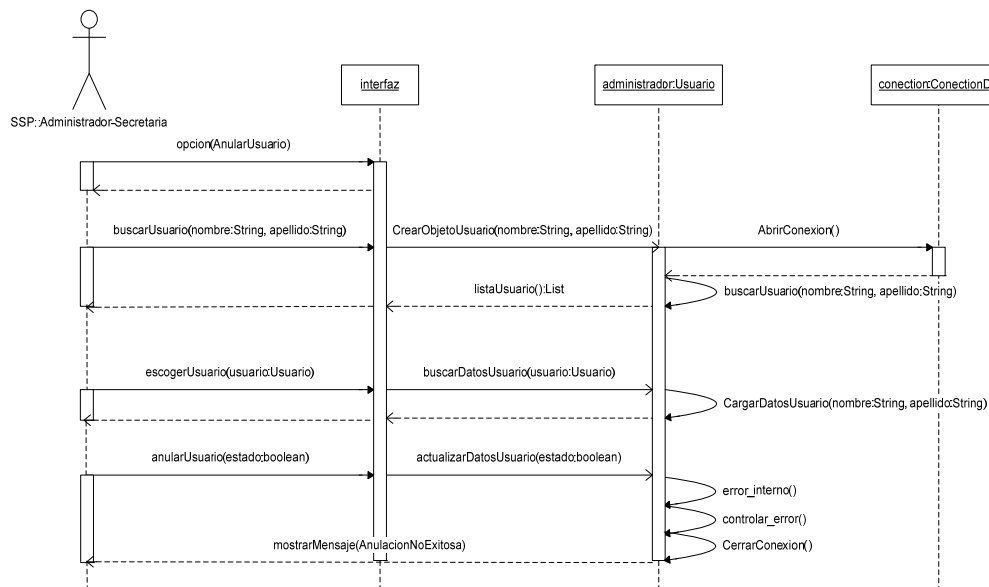 interfaz
administrador:Usuario
conection:ConectionD
SSP::Administrador-Secretaria
opcion(AnularUsuario)
buscarUsuario(nombre:String, apellido:String)
CrearObjetoUsuario(nombre:String, apellido:String)
AbrirConexion()
listaUsuario():List
buscarUsuario(nombre:String, apellido:String)
escogerUsuario(usuario:Usuario)
buscarDatosUsuario(usuario:Usuario)
CargarDatosUsuario(nombre:String, apellido:String)
anularUsuario(estado:boolean)
actualizarDatosUsuario(estado:boolean)
error_interno()
controlar_error()
mostrarMensaje(AnulacionNoExitosa)
CerrarConexion()